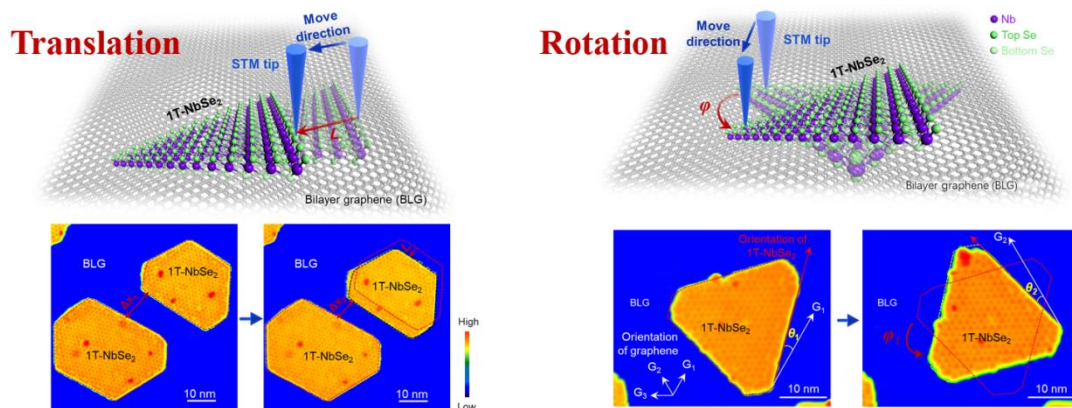 Translation
Move
direction
STM tip
1T-NbSe₂
L
Bilayer graphene (BLG)
BLG
1T-NbSe₂
1T-NbSe₂
10 nm
BLG
1T-NbSe₂
1T-NbSe₂
10 nm
High
Low
Rotation
Move
direction
STM tip
φ
1T-NbSe₂
Nb
Top Se
Bottom Se
Bilayer graphene (BLG)
Orientation of
1T-NbSe₂
BLG
G₁
1T-NbSe₂
θ₁
Orientation
of graphene
G₂
G₁
G₃
10 nm
G₂
BLG
θ₂
1T-NbSe₂
φ
10 nm